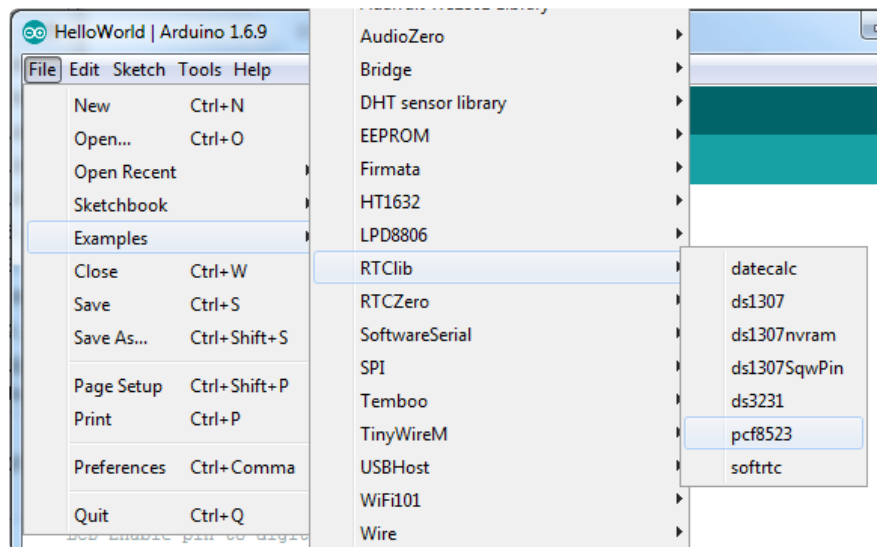 HelloWorld | Arduino 1.6.9
File Edit Sketch Tools Help
New Ctrl+N
Open... Ctrl+O
Open Recent
Sketchbook
Examples
Close Ctrl+W
Save Ctrl+S
Save As... Ctrl+Shift+S
Page Setup Ctrl+Shift+P
Print Ctrl+P
Preferences Ctrl+Comma
Quit Ctrl+Q
AudioZero
Bridge
DHT sensor library
EEPROM
Firmata
HT1632
LPD8806
RTClib
RTCZero
SoftwareSerial
SPI
Temboo
TinyWireM
USBHost
WiFi101
Wire
datecalc
ds1307
ds1307nvram
ds1307SqwPin
ds3231
pcf8523
softrtc